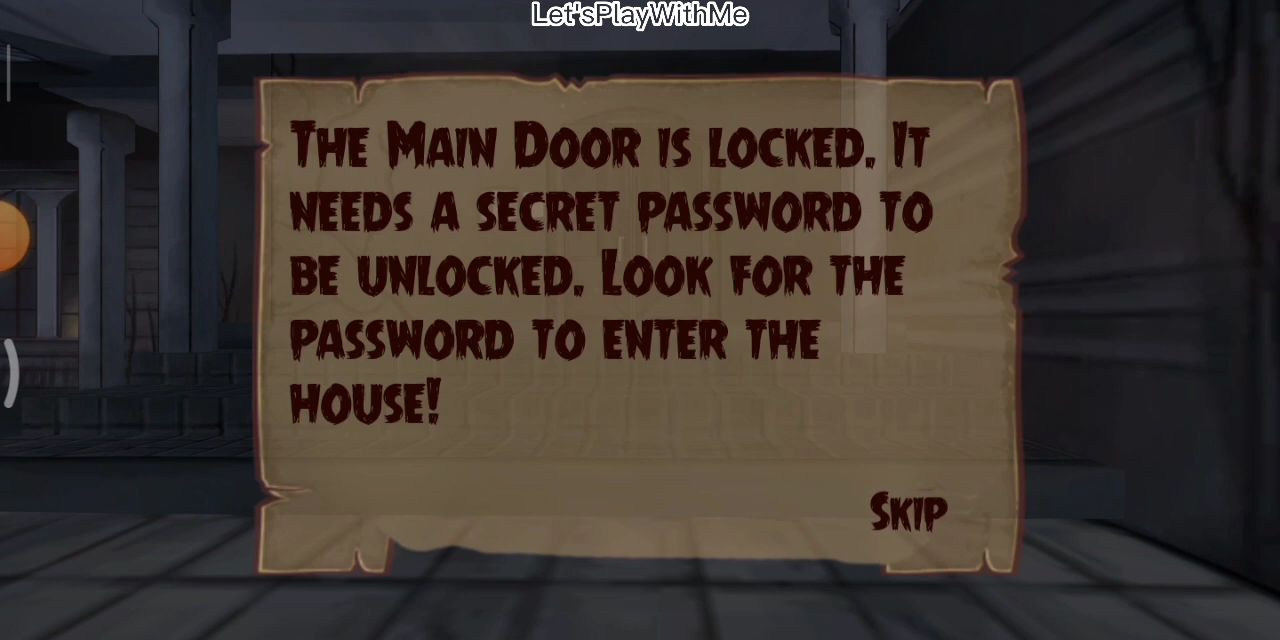 Let'sPlayWithMe
The Main Door is locked. It
needs a secret password to
be unlocked. Look for the
password to enter the
house!
Skip